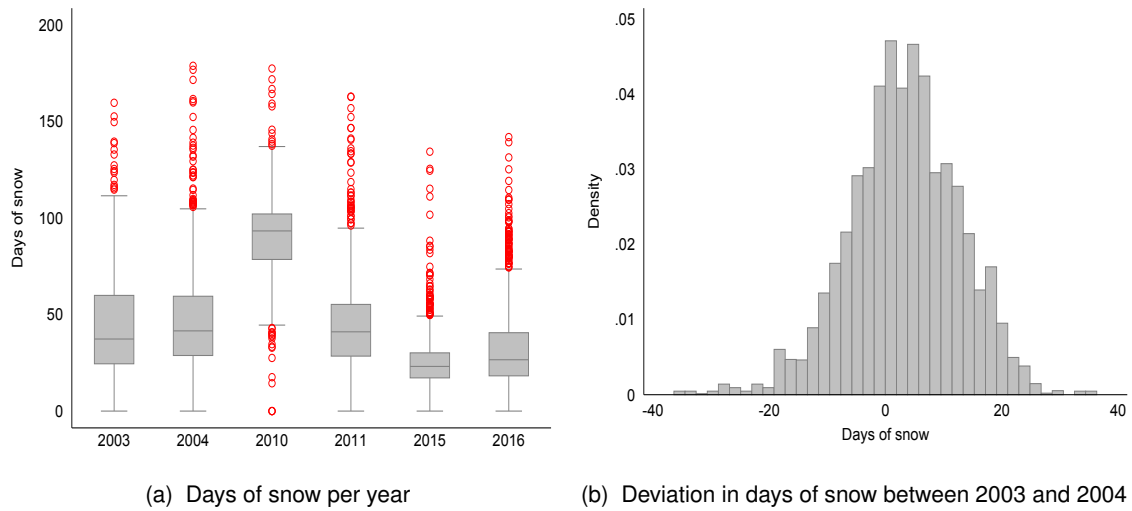 200
150
100
50
0
Days of snow
2003 2004 2010 2011 2015 2016
(a) Days of snow per year
.05
.04
.03
.02
.01
0
Density
-40 -20 0 20 40
Days of snow
(b) Deviation in days of snow between 2003 and 2004